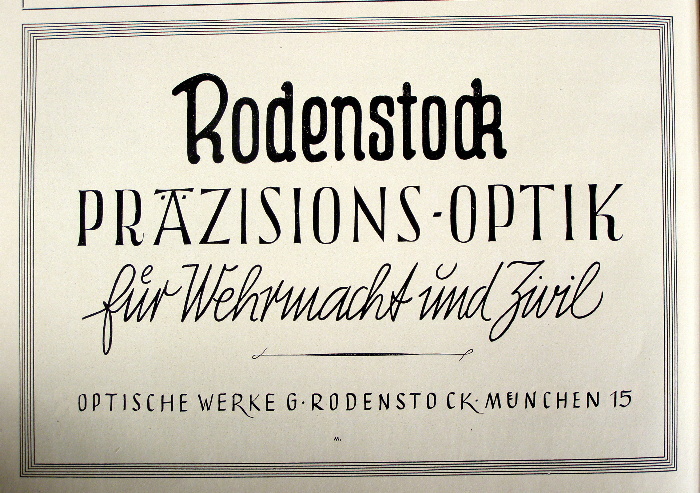 Rodenstock
PRÄZISIONS-OPTIK
für Wehrmacht und Zivil
OPTISCHE WERKE G. RODENSTOCK · MÜNCHEN 15